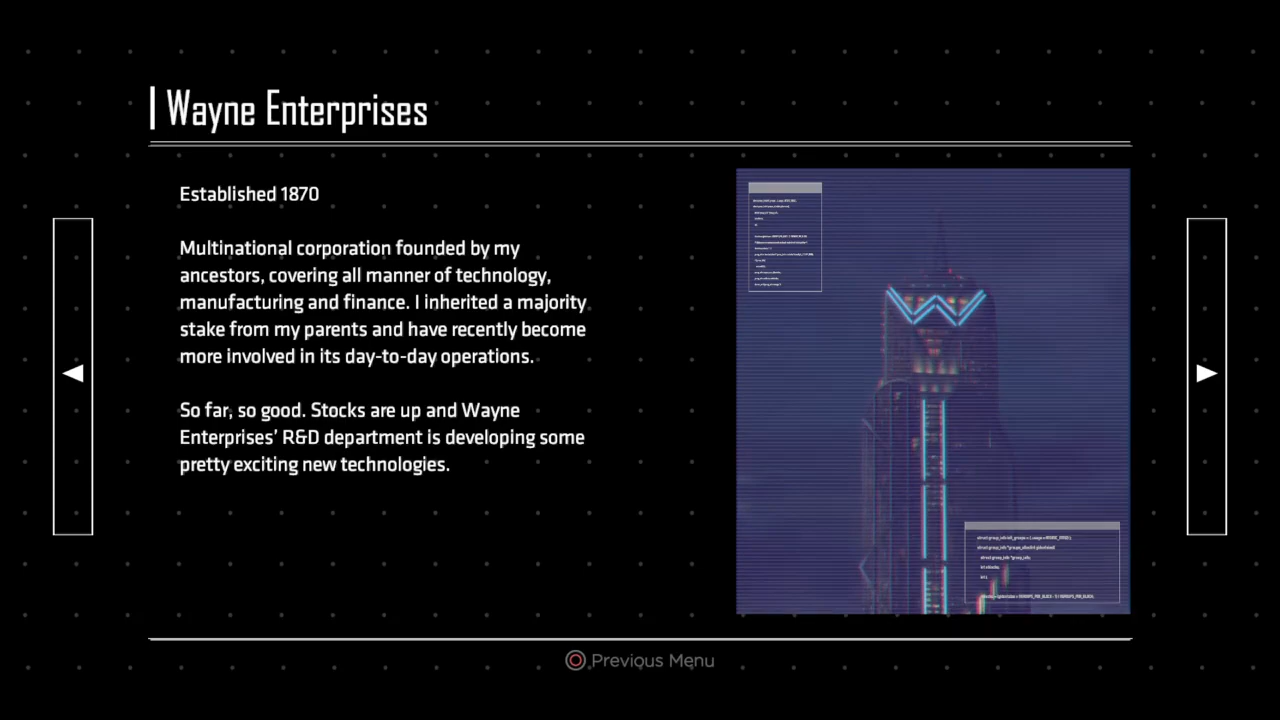 Wayne Enterprises
Established 1870
Multinational corporation founded by my
ancestors, covering all manner of technology,
manufacturing and finance. I inherited a majority
stake from my parents and have recently become
more involved in its day-to-day operations.
So far, so good. Stocks are up and Wayne
Enterprises' R&D department is developing some
pretty exciting new technologies.
W
Previous Menu